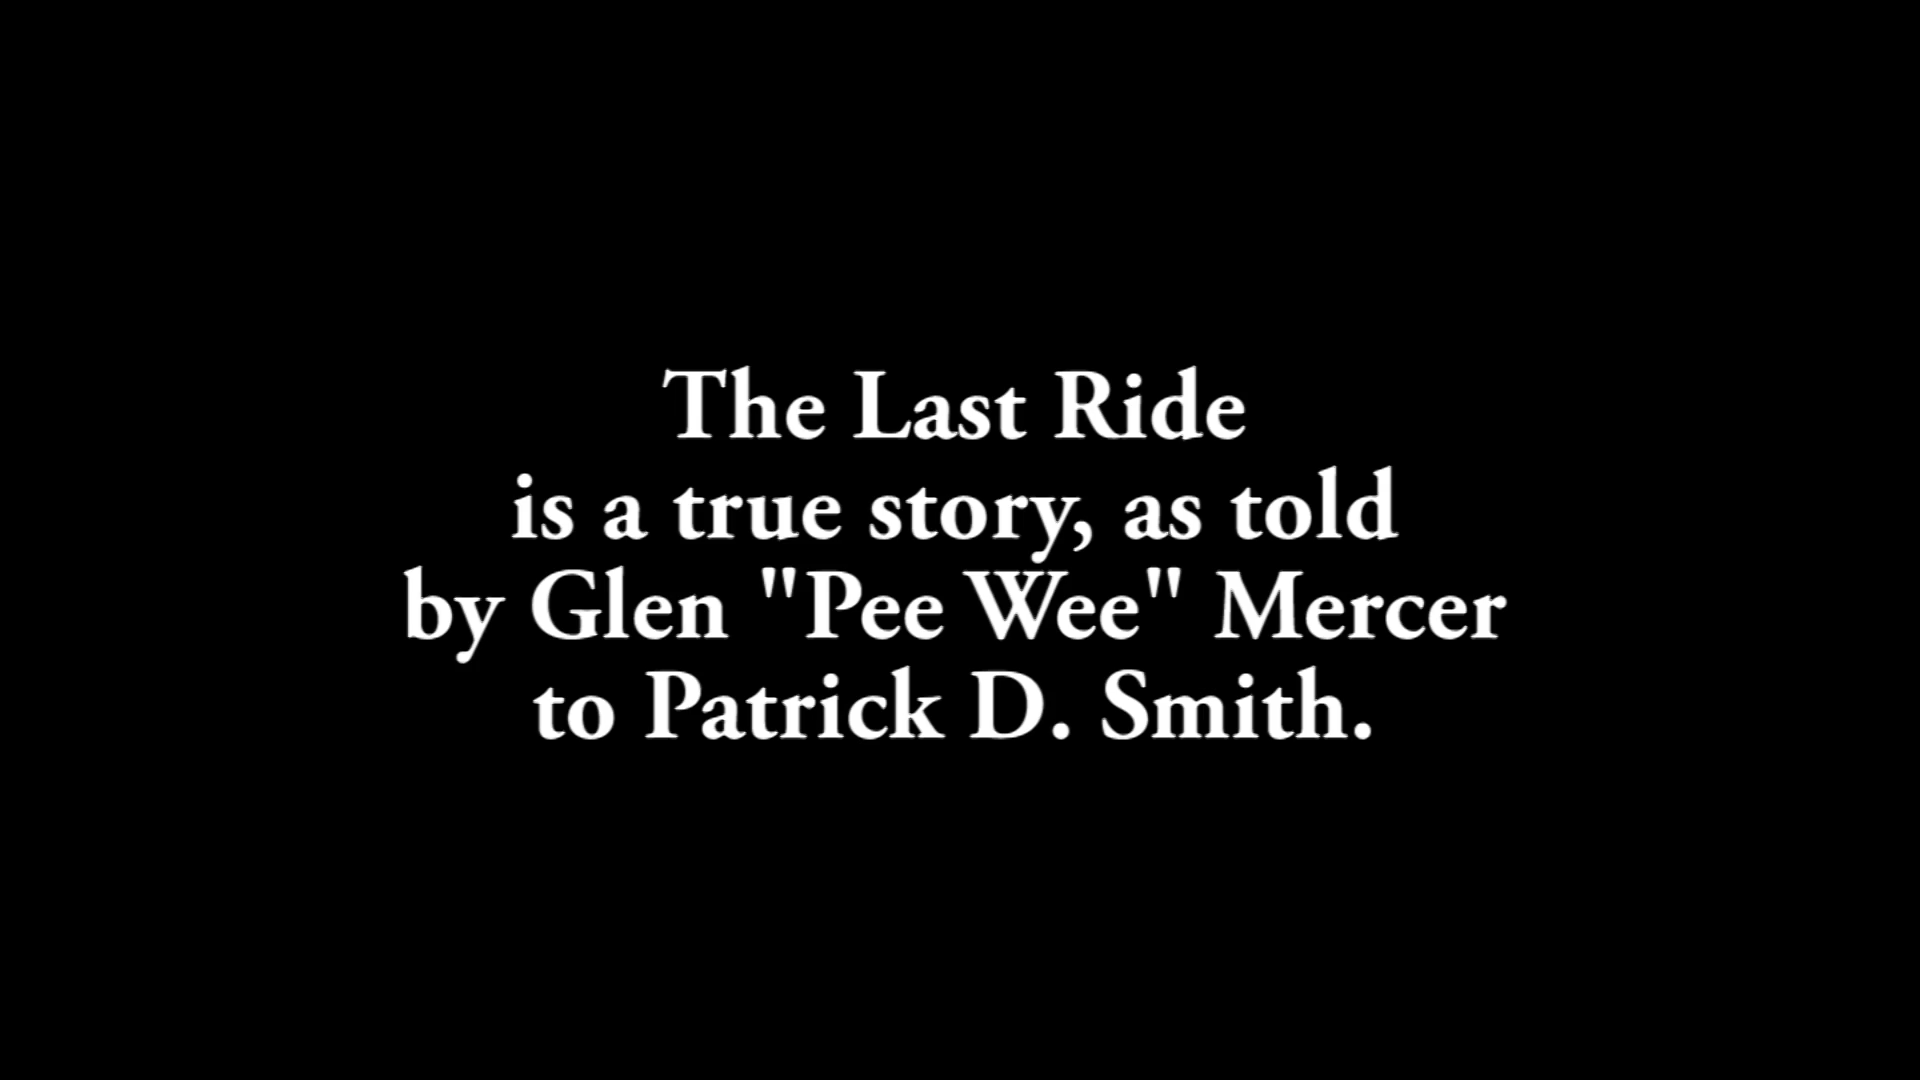 The Last Ride
is a true story, as told
by Glen "Pee Wee" Mercer
to Patrick D. Smith.